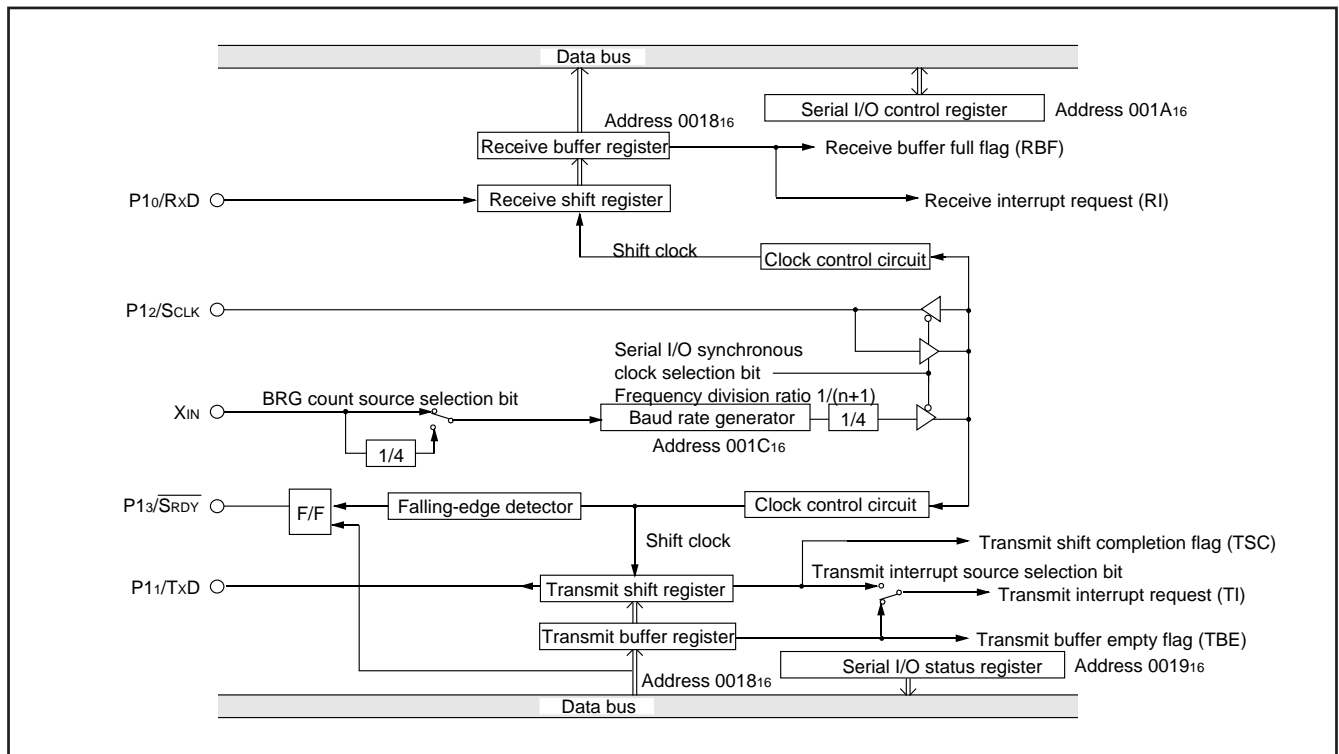 Data bus
Serial I/O control register Address 001A16
Address 001816
Receive buffer register Receive buffer full flag (RBF)
P10/RxD Receive shift register Receive interrupt request (RI)
Shift clock Clock control circuit
P12/SCLK
Serial I/O synchronous
clock selection bit
BRG count source selection bit Frequency division ratio 1/(n+1)
XIN Baud rate generator 1/4
1/4 Address 001C16
P13/SRDY F/F Falling-edge detector Clock control circuit
Shift clock Transmit shift completion flag (TSC)
Transmit interrupt source selection bit
P11/TxD Transmit shift register Transmit interrupt request (TI)
Transmit buffer register Transmit buffer empty flag (TBE)
Serial I/O status register Address 001916
Address 001816
Data bus